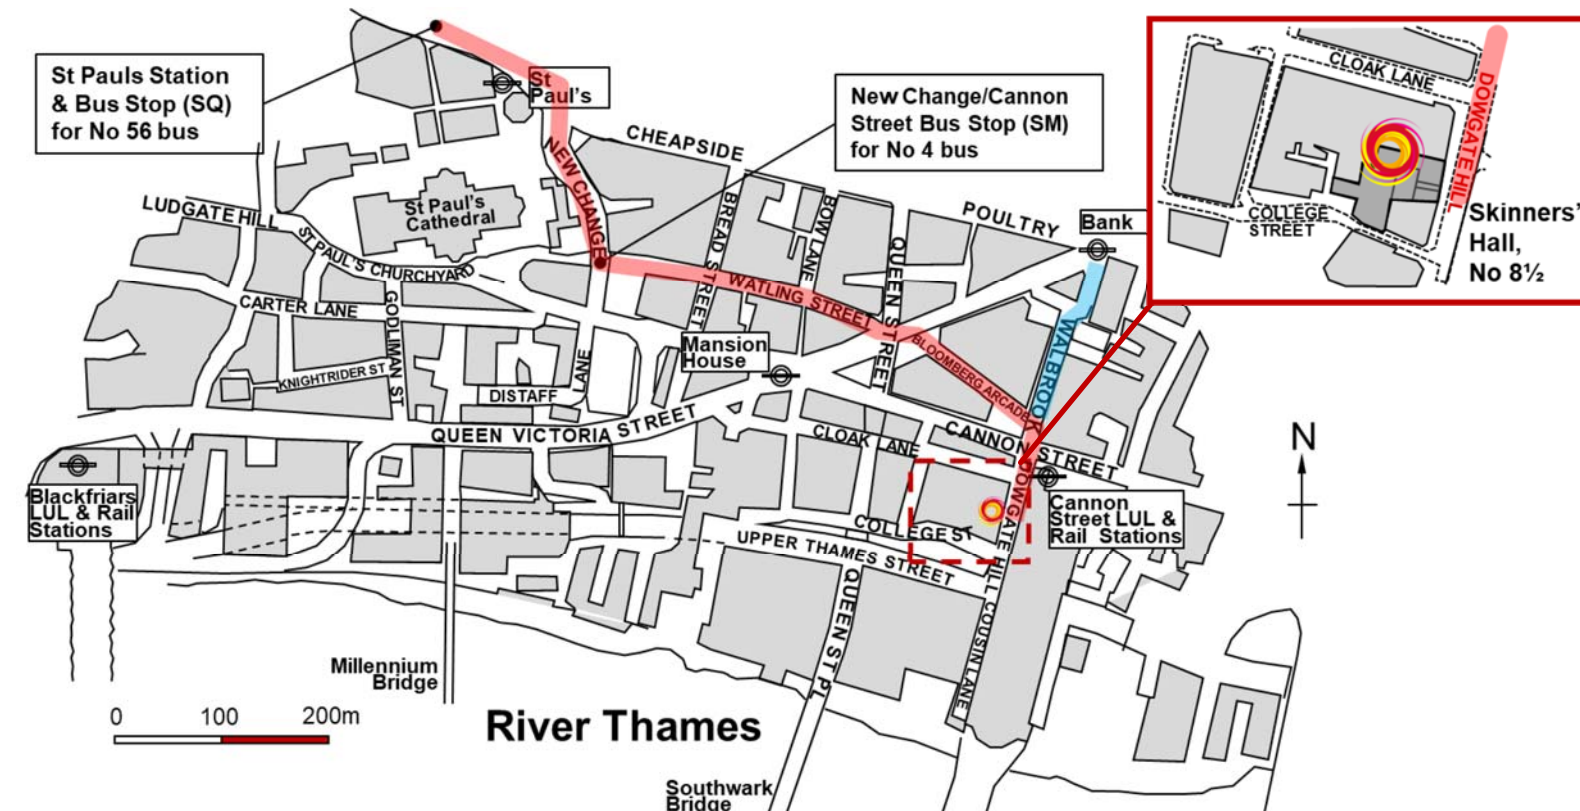 St Pauls Station
& Bus Stop (SQ)
for No 56 bus
St
Paul's
New Change/Cannon
Street Bus Stop (SM)
for No 4 bus
CLOAK LANE
DOWGATE HILL
COLLEGE
STREET
Skinners'
Hall,
No 8½
CHEAPSIDE
NEW CHANGE
LUDGATE HILL
St Paul's
Cathedral
ST PAUL'S CHURCHYARD
BREAD STREET
BOW LANE
QUEEN STREET
POULTRY
Bank
CARTER LANE
GODLIMAN ST
WATLING STREET
Mansion
House
BLOOMBERG ARCADE
WALBROOK
KNIGHTRIDER ST
DISTAFF
LANE
QUEEN VICTORIA STREET
CLOAK LANE
CANNON STREET
N
Blackfriars
LUL & Rail
Stations
COLLEGE ST
DOWGATE HILL
Cannon
Street LUL &
Rail Stations
UPPER THAMES STREET
QUEEN ST PL
COUSIN LANE
Millennium
Bridge
0 100 200m
River Thames
Southwark
Bridge